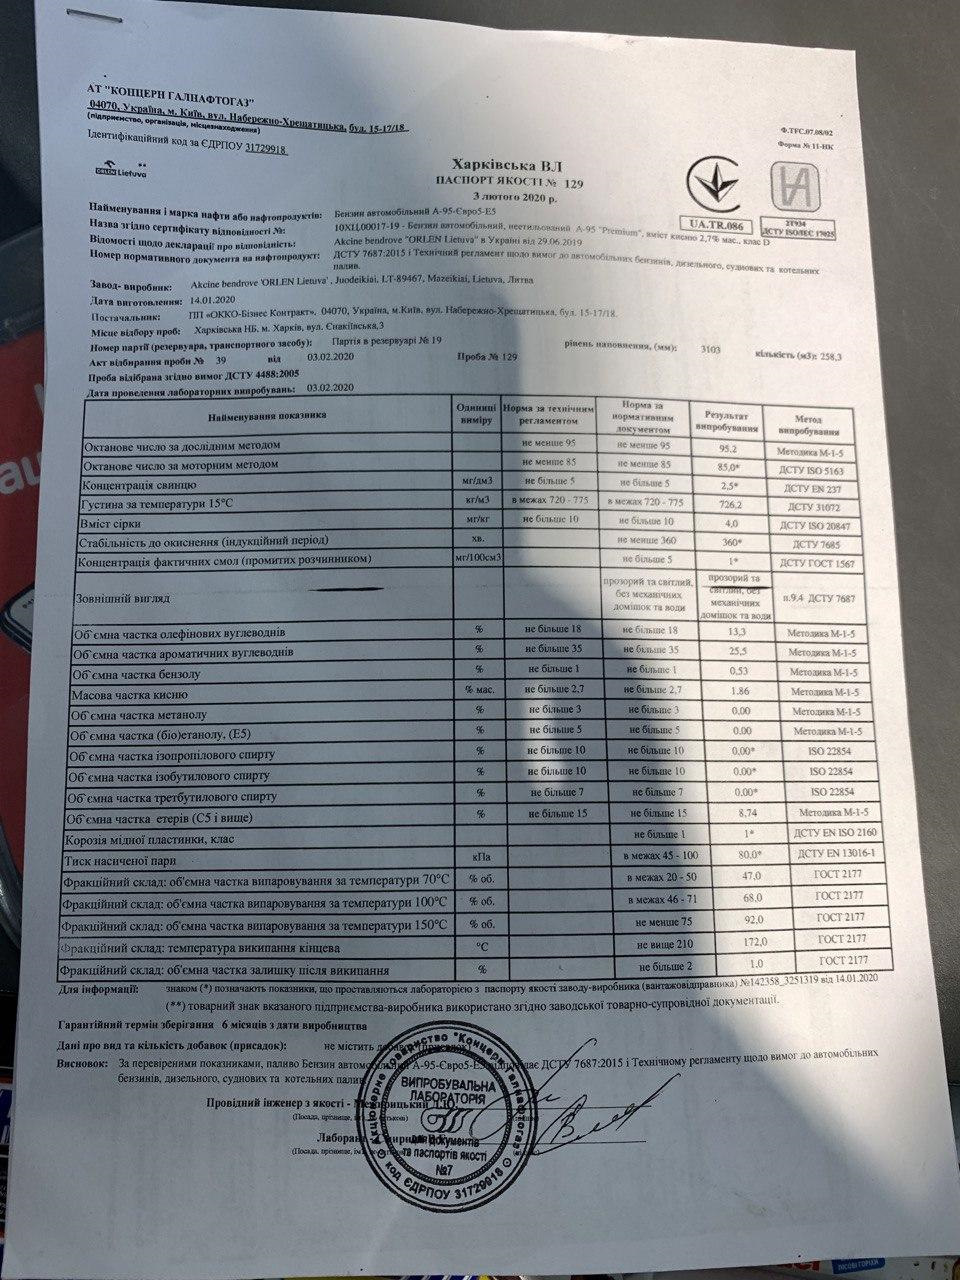 АТ "КОНЦЕРН ГАЛНАФТОГАЗ"
04070, Україна, м. Київ, вул. Набережно-Хрещатицька, буд. 15-17/18
(підприємство, організація, місцезнаходження)
Ідентифікаційний код за ЄДРПОУ 31729918
Ф.TFC.07.08/02
Форма № 11-НК
ORLEN Lietuva **
Харківська ВЛ
ПАСПОРТ ЯКОСТІ № 129
3 лютого 2020 р.
UA.TR.086
2Т934
ДСТУ ISO/IEC 17025
Найменування і марка нафти або нафтопродуктів: Бензин автомобільний А-95-Євро5-Е5
Назва згідно сертифікату відповідності №: 10XLL00017-19 - Бензин автомобільний, неетильований А-95 "Premium", вміст кисню 2,7% мас., клас D
Відомості щодо декларації про відповідність: Akcine bendrove "ORLEN Lietuva" в Україні від 29.06.2019
Номер нормативного документа на нафтопродукт: ДСТУ 7687:2015 і Технічний регламент щодо вимог до автомобільних бензинів, дизельного, суднових та котельних
палив.
Завод- виробник: Akcine bendrove 'ORLEN Lietuva' , Juodeikiai, LT-89467, Mazeikiai, Lietuva, Литва
Дата виготовлення: 14.01.2020
Постачальник: ПП «ОККО-Бізнес Контракт», 04070, Україна, м.Київ, вул. Набережно-Хрещатицька, буд. 15-17/18.
Місце відбору проб: Харківська НБ, м. Харків, вул. Єнакіївська,3
Номер партії (резервуара, транспортного засобу): Партія в резервуарі № 19 рівень наповнення, (мм): 3103 кількість (м3): 258,3
Акт відбирання проби № 39 від 03.02.2020 Проба № 129
Проба відібрана згідно вимог ДСТУ 4488:2005
Дата проведення лабораторних випробувань: 03.02.2020
Найменування показника Одиниці виміру Норма за технічним регламентом Норма за нормативним документом Результат випробування Метод випробування
Октанове число за дослідним методом не менше 95 не менше 95 95,2 Методика М-1-5
Октанове число за моторним методом не менше 85 не менше 85 85,0* ДСТУ ISO 5163
Концентрація свинцю мг/дм3 не більше 5 не більше 5 2,5* ДСТУ EN 237
Густина за температури 15°С кг/м3 в межах 720 - 775 в межах 720 - 775 726,2 ДСТУ 31072
Вміст сірки мг/кг не більше 10 не більше 10 4,0 ДСТУ ISO 20847
Стабільність до окиснення (індукційний період) хв. не менше 360 360* ДСТУ 7685
Концентрація фактичних смол (промитих розчинником) мг/100см3 не більше 5 1* ДСТУ ГОСТ 1567
Зовнішній вигляд прозорий та світлий, без механічних домішок та води прозорий та світлий, без механічних домішок та води п.9.4 ДСТУ 7687
Об`ємна частка олефінових вуглеводнів % не більше 18 не більше 18 13,3 Методика М-1-5
Об`ємна частка ароматичних вуглеводнів % не більше 35 не більше 35 25,5 Методика М-1-5
Об`ємна частка бензолу % не більше 1 не більше 1 0,53 Методика М-1-5
Масова частка кисню % мас. не більше 2,7 не більше 2,7 1.86 Методика М-1-5
Об`ємна частка метанолу % не більше 3 не більше 3 0,00 Методика М-1-5
Об`ємна частка (біо)етанолу, (Е5) % не більше 5 не більше 5 0.00 Методика М-1-5
Об`ємна частка ізопропілового спирту % не більше 10 не більше 10 0,00* ISO 22854
Об`ємна частка ізобутилового спирту % не більше 10 не більше 10 0.00* ISO 22854
Об`ємна частка третбутилового спирту % не більше 7 не більше 7 0,00* ISO 22854
Об`ємна частка етерів (С5 і вище) % не більше 15 не більше 15 8,74 Методика М-1-5
Корозія мідної пластинки, клас не більше 1 1* ДСТУ EN ISO 2160
Тиск насиченої пари кПа в межах 45 - 100 80.0* ДСТУ EN 13016-1
Фракційний склад: об'ємна частка випаровування за температури 70°С % об. в межах 20 - 50 47,0 ГОСТ 2177
Фракційний склад: об'ємна частка випаровування за температури 100°С % об. в межах 46 - 71 68,0 ГОСТ 2177
Фракційний склад: об'ємна частка випаровування за температури 150°С % об. не менше 75 92,0 ГОСТ 2177
Фракційний склад: температура википання кінцева °С не вище 210 172,0 ГОСТ 2177
Фракційний склад: об'ємна частка залишку після википання % не більше 2 1.0 ГОСТ 2177
Для інформації: знаком (*) позначають показники, що проставляються лабораторією з паспорту якості заводу-виробника (вантажовідправника) №142358_3251319 від 14.01.2020
(**) товарний знак вказаного підприємства-виробника використано згідно заводської товарно-супровідної документації.
Гарантійний термін зберігання 6 місяців з дати виробництва
Дані про вид та кількість добавок (присадок): не містить добавок (присадок)
Висновок: За перевіреними показниками, паливо Бензин автомобільний А-95-Євро5-Е5 відповідає ДСТУ 7687:2015 і Технічному регламенту щодо вимог до автомобільних
бензинів, дизельного, суднових та котельних палив
Провідний інженер з якості -
(Посада, прізвище,
Лаборант
(Посада, прізвище,
Акціонерне товариство "Концерн Галнафтогаз"
ВИПРОБУВАЛЬНА
ЛАБОРАТОРІЯ
для документів
та паспортів якості
№7
код ЄДРПОУ 31729918